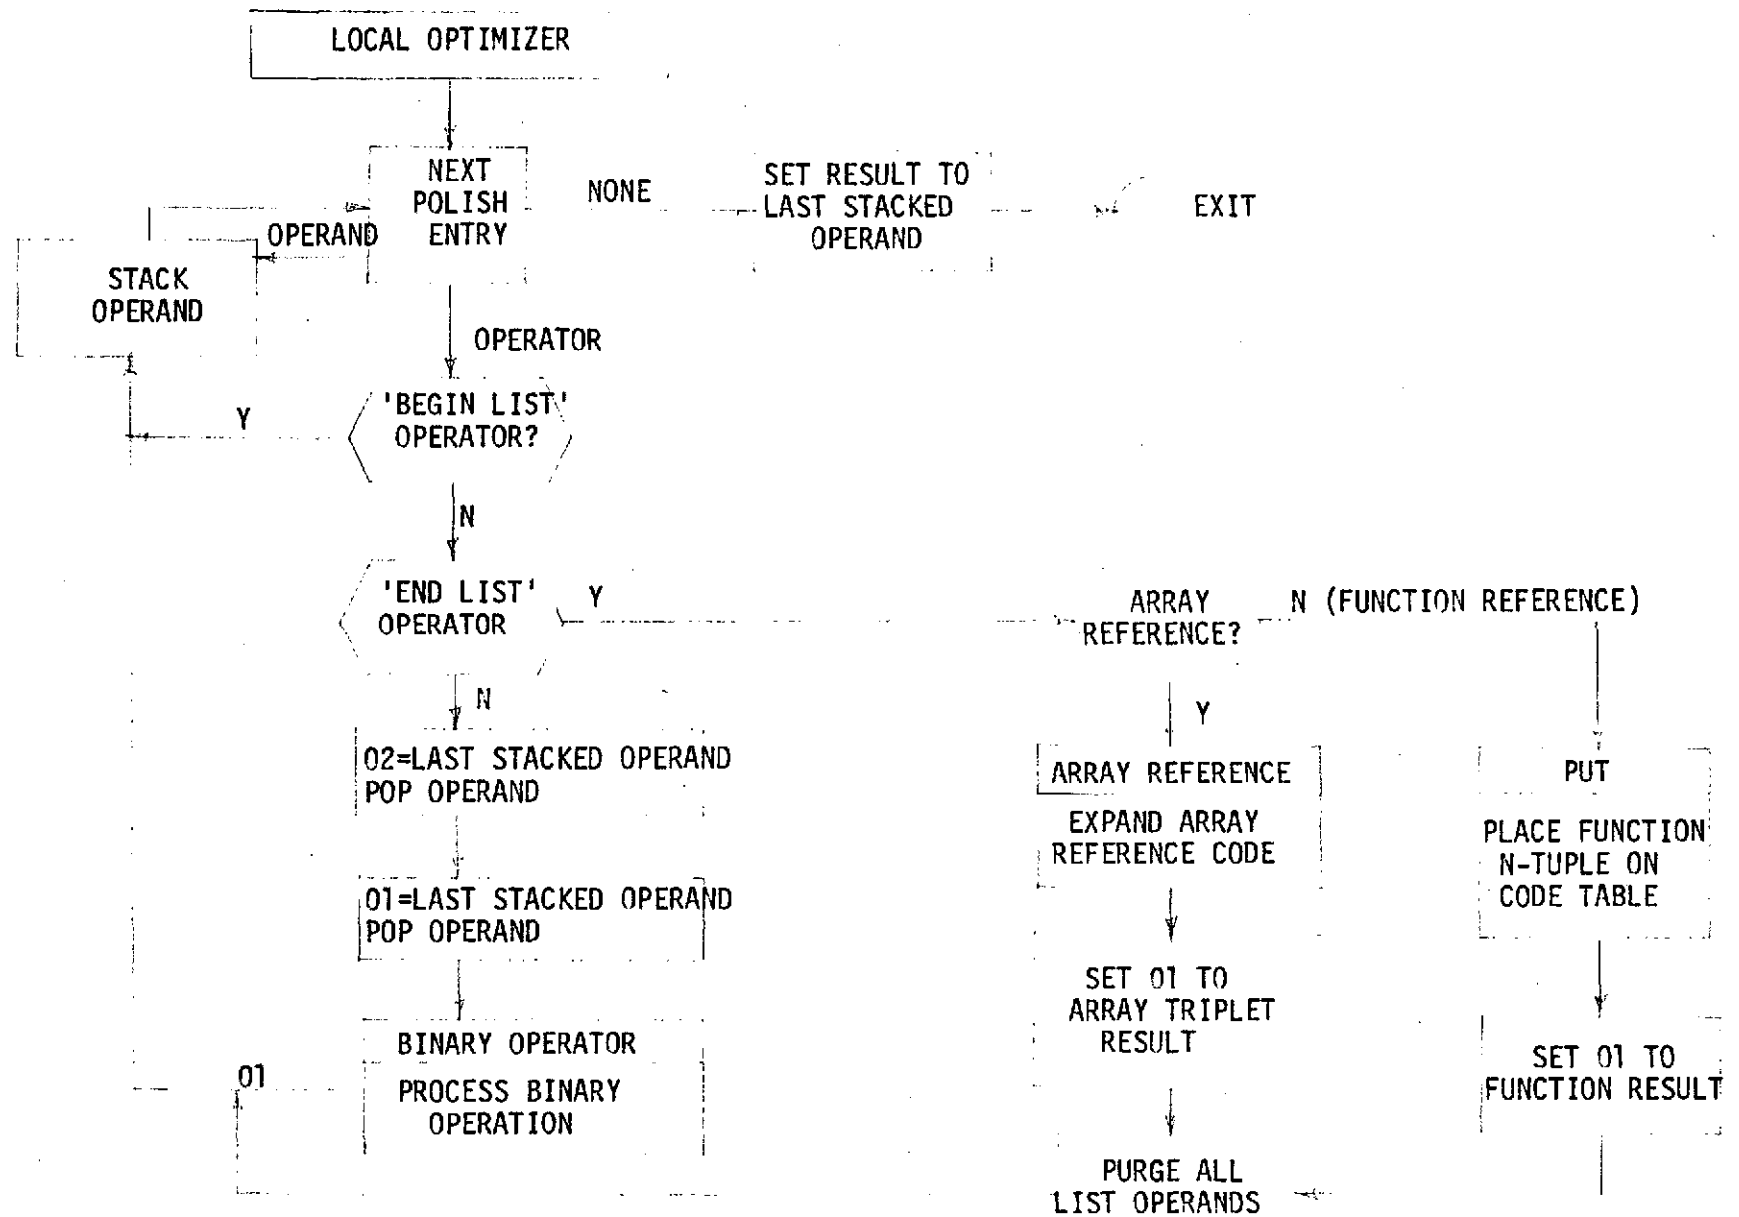 LOCAL OPTIMIZER
NEXT
POLISH
ENTRY
NONE
SET RESULT TO
LAST STACKED
OPERAND
EXIT
OPERAND
STACK
OPERAND
OPERATOR
'BEGIN LIST'
OPERATOR?
Y
N
'END LIST'
OPERATOR
Y
ARRAY
REFERENCE?
N (FUNCTION REFERENCE)
N
Y
O2=LAST STACKED OPERAND
POP OPERAND
O1=LAST STACKED OPERAND
POP OPERAND
BINARY OPERATOR
PROCESS BINARY
OPERATION
O1
ARRAY REFERENCE
EXPAND ARRAY
REFERENCE CODE
SET O1 TO
ARRAY TRIPLET
RESULT
PURGE ALL
LIST OPERANDS
PUT
PLACE FUNCTION
N-TUPLE ON
CODE TABLE
SET O1 TO
FUNCTION RESULT